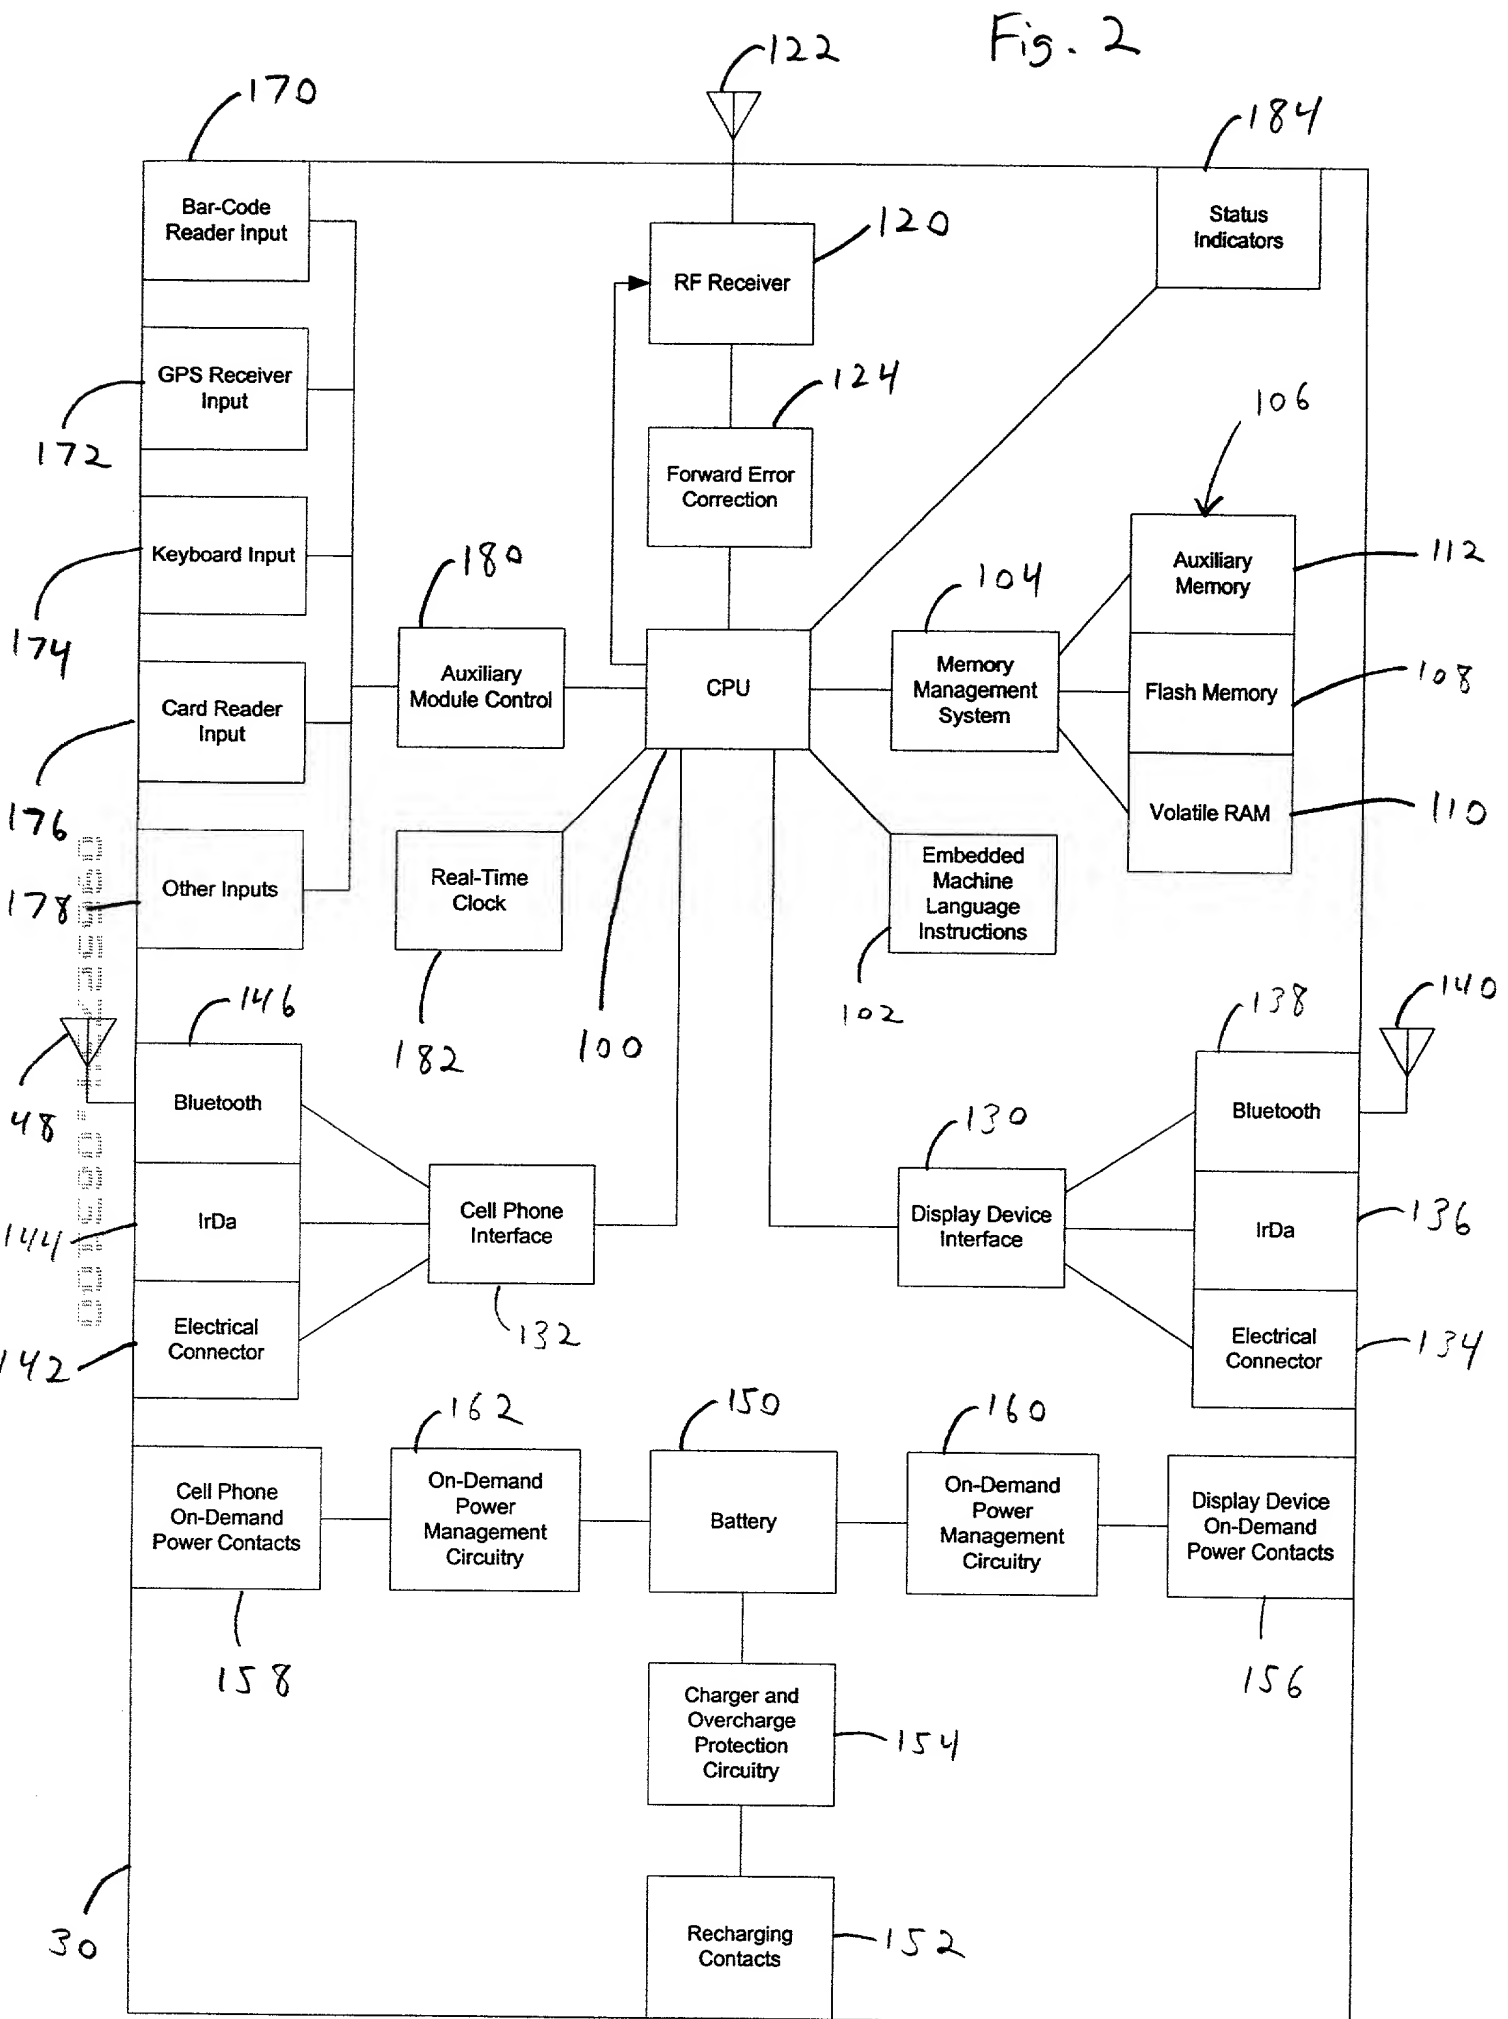 Fig. 2
122
170
184
Bar-Code
Reader Input
Status
Indicators
120
RF Receiver
GPS Receiver
Input
172
124
106
Forward Error
Correction
Keyboard Input
174
180
104
Auxiliary
Memory
112
Auxiliary
Module Control
CPU
Memory
Management
System
Flash Memory
108
Card Reader
Input
176
Volatile RAM
110
Other Inputs
178
Real-Time
Clock
182
100
Embedded
Machine
Language
Instructions
102
146
138
140
48
Bluetooth
Bluetooth
130
IrDa
144
Cell Phone
Interface
132
Display Device
Interface
IrDa
136
Electrical
Connector
142
Electrical
Connector
134
162
150
160
Cell Phone
On-Demand
Power Contacts
158
On-Demand
Power
Management
Circuitry
Battery
On-Demand
Power
Management
Circuitry
Display Device
On-Demand
Power Contacts
156
Charger and
Overcharge
Protection
Circuitry
154
30
Recharging
Contacts
152